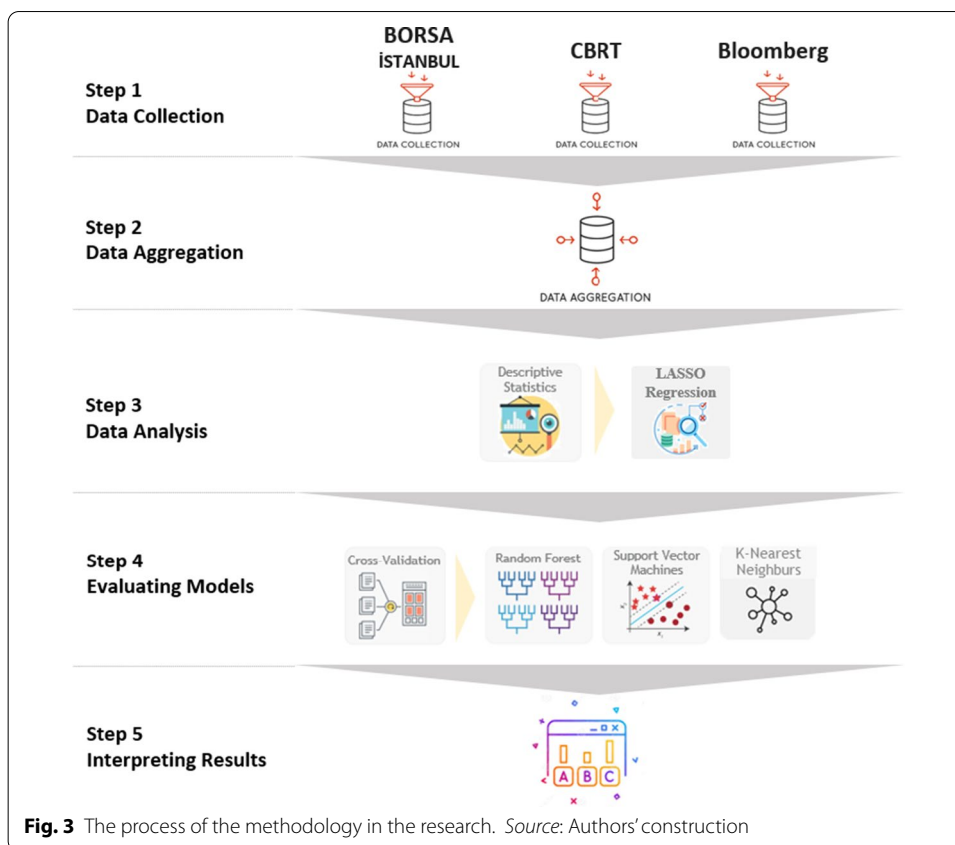 BORSA
İSTANBUL
CBRT
Bloomberg
Step 1
Data Collection
DATA COLLECTION
DATA COLLECTION
DATA COLLECTION
Step 2
Data Aggregation
DATA AGGREGATION
Step 3
Data Analysis
Descriptive
Statistics
LASSO
Regression
Step 4
Evaluating Models
Cross-Validation
Random Forest
Support Vector
Machines
K-Nearest
Neighburs
Step 5
Interpreting Results
A B C
Fig. 3 The process of the methodology in the research. Source: Authors' construction